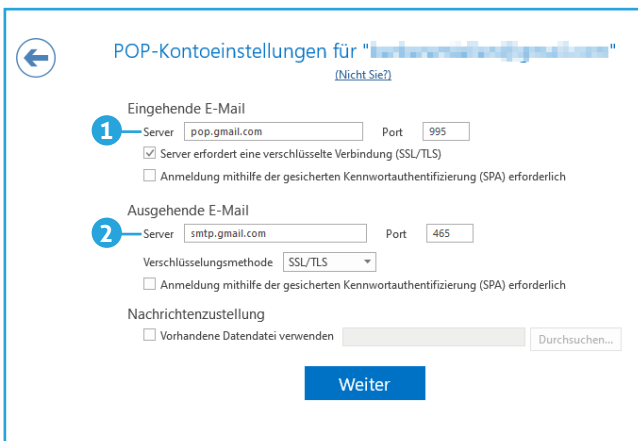 POP-Kontoeinstellungen für " "
(Nicht Sie?)
Eingehende E-Mail
1 Server pop.gmail.com Port 995
Server erfordert eine verschlüsselte Verbindung (SSL/TLS)
Anmeldung mithilfe der gesicherten Kennwortauthentifizierung (SPA) erforderlich
Ausgehende E-Mail
2 Server smtp.gmail.com Port 465
Verschlüsselungsmethode SSL/TLS
Anmeldung mithilfe der gesicherten Kennwortauthentifizierung (SPA) erforderlich
Nachrichtenzustellung
Vorhandene Datendatei verwenden Durchsuchen...
Weiter